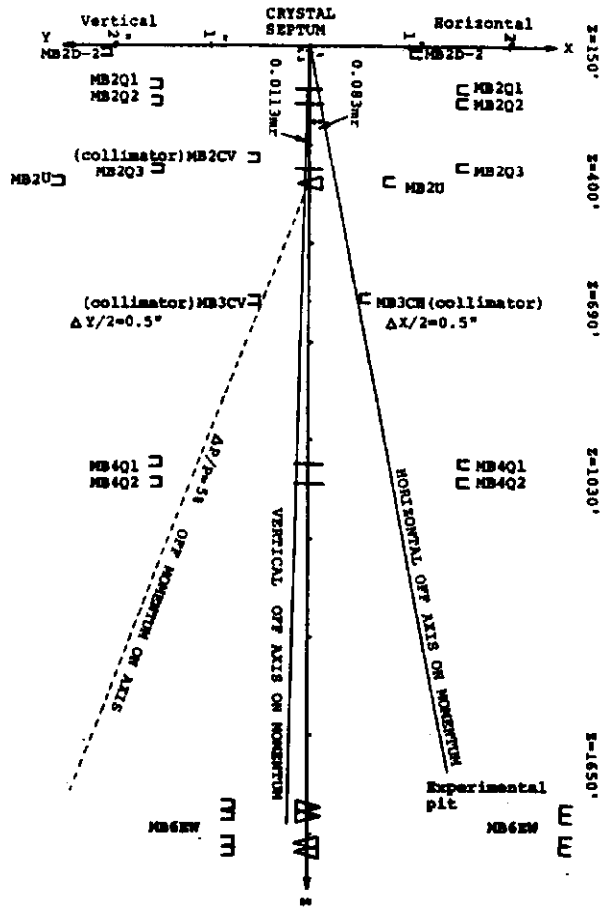 Vertical
CRYSTAL
SEPTUM
Horizontal
Y
2"
1"
1"
2"
X
Z=150'
MB2D-2
MB2D-2
MB2Q1
MB2Q2
MB2Q1
MB2Q2
0.0113mr
0.083mr
(collimator)MB2CV
MB2Q3
MB2U
MB2Q3
MB2U
Z=400'
(collimator)MB3CV
ΔY/2=0.5"
MB3CH(collimator)
ΔX/2=0.5"
Z=690'
MB4Q1
MB4Q2
MB4Q1
MB4Q2
Z=1030'
ΔP/P=5%
OFF MOMENTUM ON AXIS
VERTICAL OFF AXIS ON MOMENTUM
HORIZONTAL OFF AXIS ON MOMENTUM
Experimental
pit
Z=1650'
MB6EW
MB6EW
Z